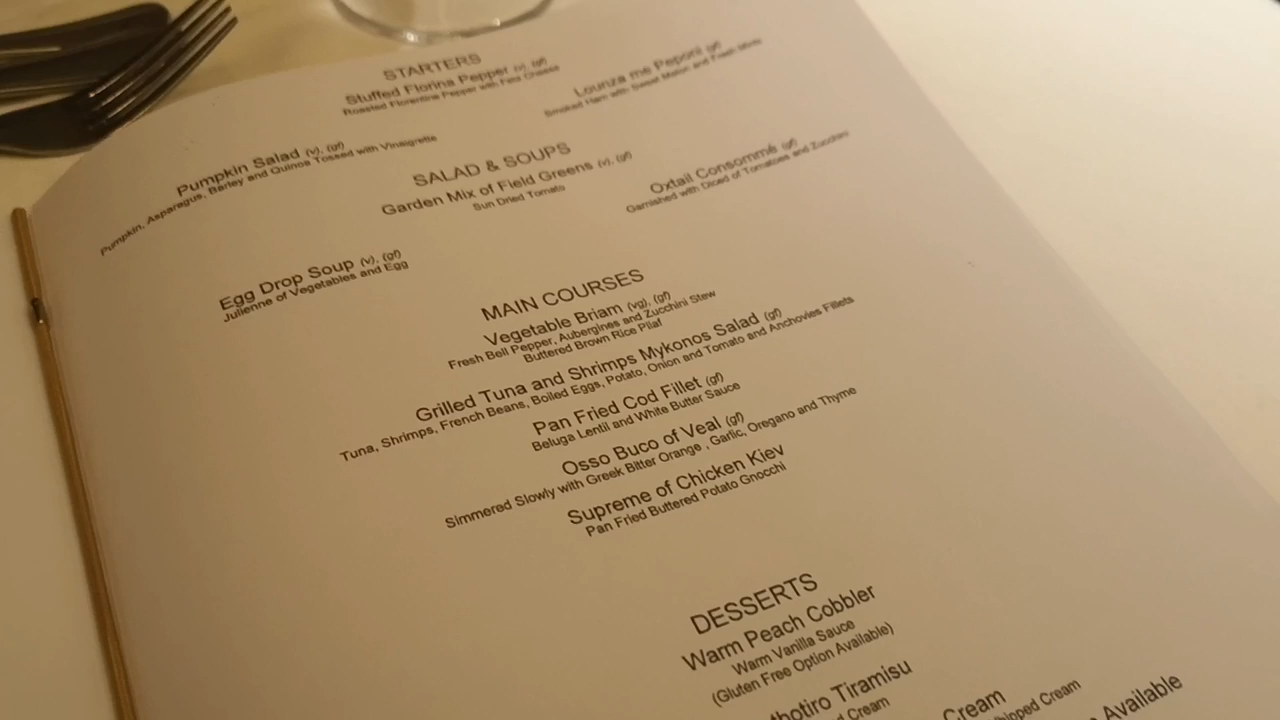 STARTERS
Stuffed Florina Pepper (v), (gf)
Roasted Florentine Pepper with Feta Cheese
Lounza me Peponi (gf)
Smoked Ham with Sweet Melon and Fresh Mint
Pumpkin Salad (v), (gf)
Pumpkin, Asparagus, Barley and Quinoa Tossed with Vinaigrette
SALAD & SOUPS
Garden Mix of Field Greens (v), (gf)
Sun Dried Tomato
Oxtail Consommé (gf)
Garnished with Diced of Tomatoes and Zucchini
Egg Drop Soup (v), (gf)
Julienne of Vegetables and Egg
MAIN COURSES
Vegetable Briam (vg), (gf)
Fresh Bell Pepper, Aubergines and Zucchini Stew
Buttered Brown Rice Pilaf
Grilled Tuna and Shrimps Mykonos Salad (gf)
Tuna, Shrimps, French Beans, Boiled Eggs, Potato, Onion and Tomato and Anchovies Fillets
Pan Fried Cod Fillet (gf)
Beluga Lentil and White Butter Sauce
Osso Buco of Veal (gf)
Simmered Slowly with Greek Bitter Orange , Garlic, Oregano and Thyme
Supreme of Chicken Kiev
Pan Fried Buttered Potato Gnocchi
DESSERTS
Warm Peach Cobbler
Warm Vanilla Sauce
(Gluten Free Option Available)
Tiramisu
Cream
Cream
Cream
Available